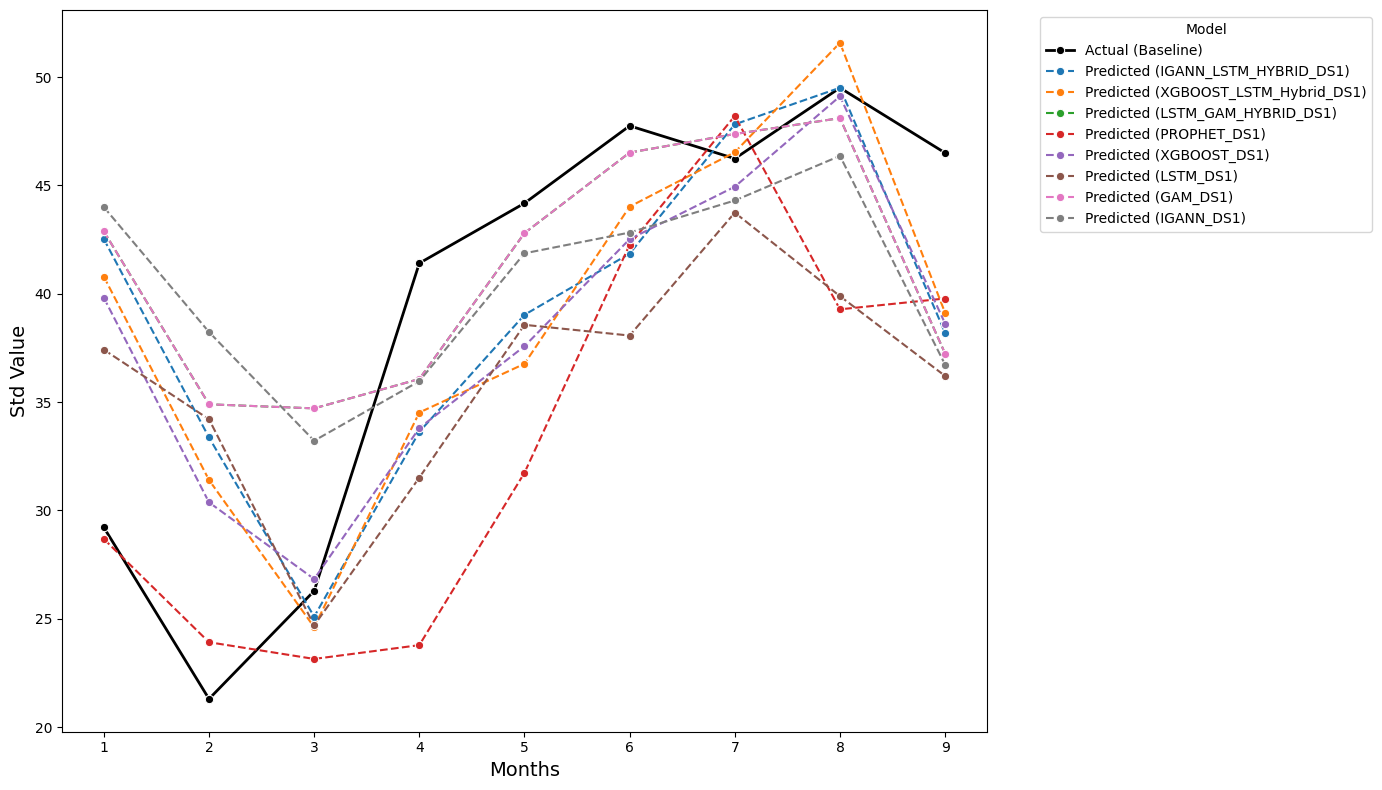 Model
Actual (Baseline)
Predicted (IGANN_LSTM_HYBRID_DS1)
Predicted (XGBOOST_LSTM_Hybrid_DS1)
Predicted (LSTM_GAM_HYBRID_DS1)
Predicted (PROPHET_DS1)
Predicted (XGBOOST_DS1)
Predicted (LSTM_DS1)
Predicted (GAM_DS1)
Predicted (IGANN_DS1)
Std Value
50
45
40
35
30
25
20
1 2 3 4 5 6 7 8 9
Months